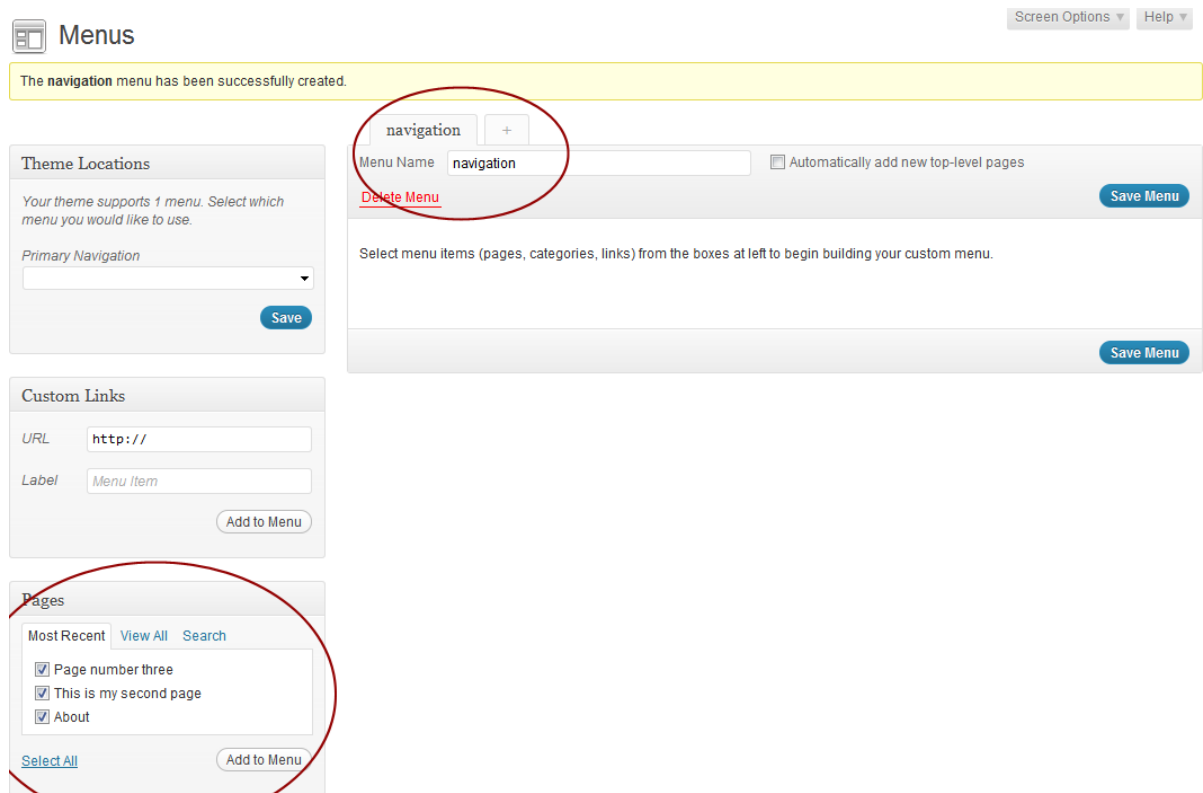 Screen Options Help
Menus
The navigation menu has been successfully created.
navigation +
Menu Name navigation Automatically add new top-level pages
Delete Menu Save Menu
Select menu items (pages, categories, links) from the boxes at left to begin building your custom menu.
Save Menu
Theme Locations
Your theme supports 1 menu. Select which
menu you would like to use.
Primary Navigation
Save
Custom Links
URL http://
Label Menu Item
Add to Menu
Pages
Most Recent View All Search
Page number three
This is my second page
About
Select All Add to Menu